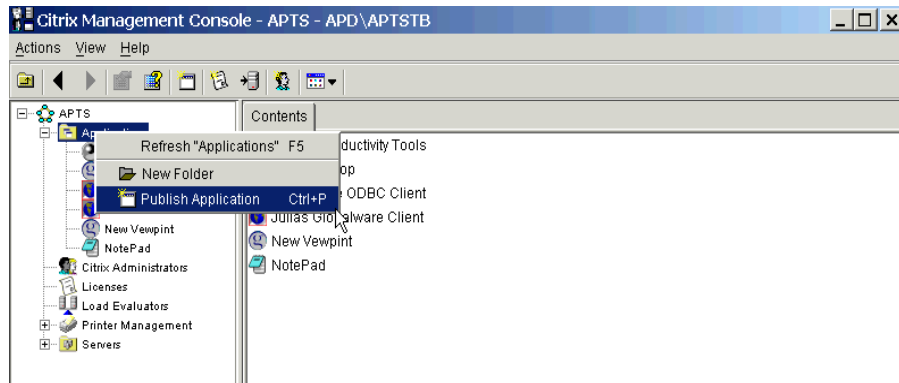 Citrix Management Console - APTS - APD\APTSTB
Actions View Help
APTS
Contents
Refresh "Applications" F5
New Folder
Publish Application Ctrl+P
New Vewpint
NotePad
Citrix Administrators
Licenses
Load Evaluators
Printer Management
Servers
ductivity Tools
op
ODBC Client
Julias Client
New Vewpint
NotePad